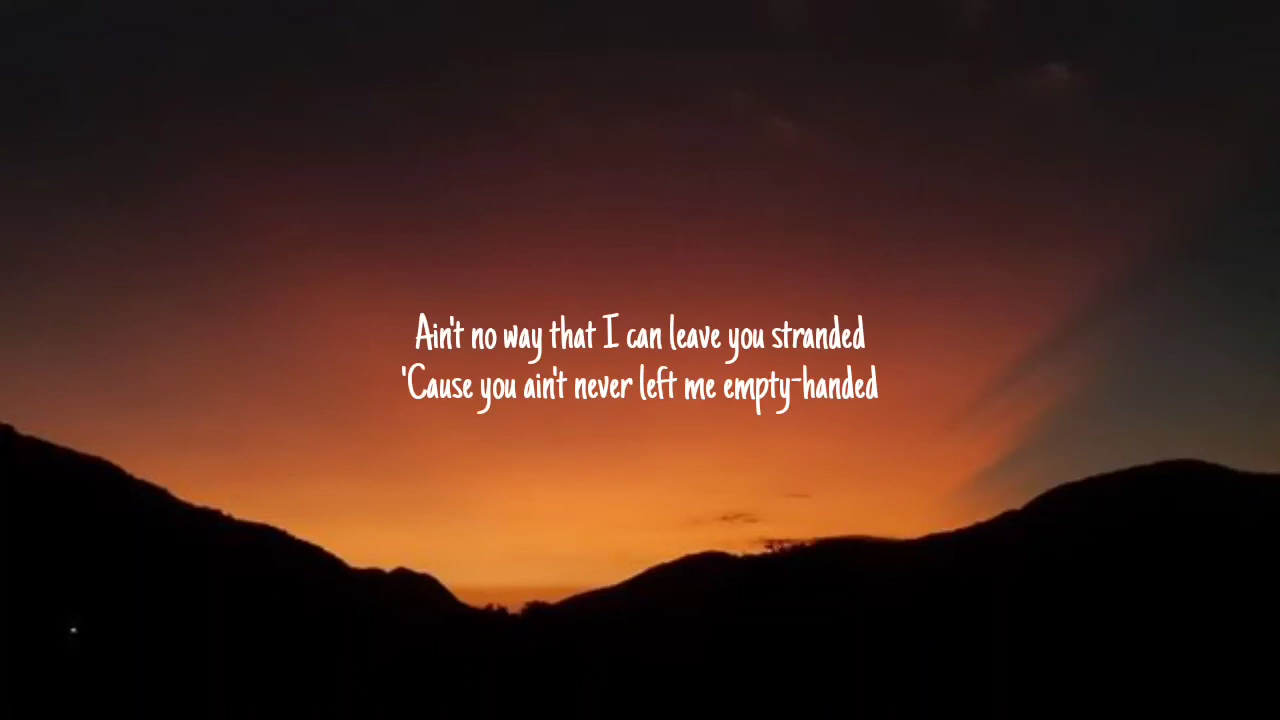 Ain't no way that I can leave you stranded
'Cause you ain't never left me empty-handed